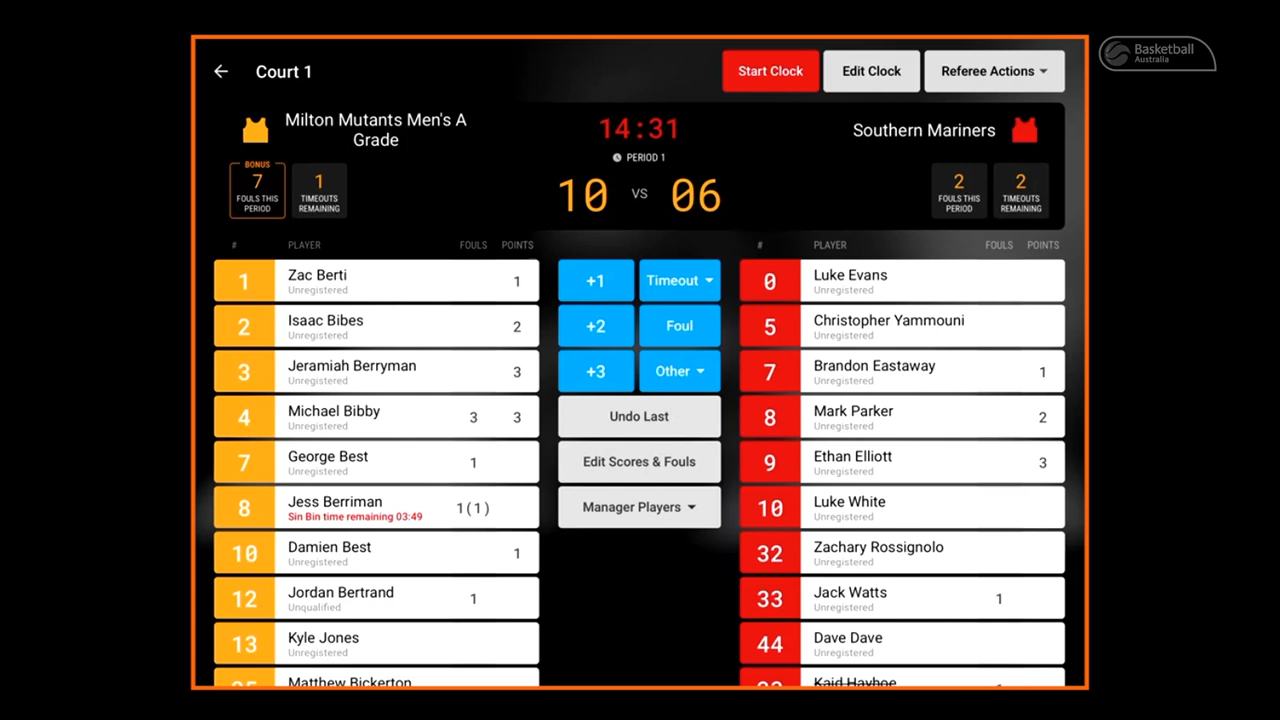 Basketball
Australia
Court 1
Start Clock
Edit Clock
Referee Actions
Milton Mutants Men's A
Grade
14:31
Southern Mariners
PERIOD 1
BONUS
7
FOULS THIS
PERIOD
1
TIMEOUTS
REMAINING
10 VS 06
2
FOULS THIS
PERIOD
2
TIMEOUTS
REMAINING
# PLAYER FOULS POINTS
1 Zac Berti 1
Unregistered
2 Isaac Bibes 2
Unregistered
3 Jeramiah Berryman 3
Unregistered
4 Michael Bibby 3 3
Unregistered
7 George Best 1
Unregistered
8 Jess Berriman 1(1)
Sin Bin time remaining 03:49
10 Damien Best 1
Unregistered
12 Jordan Bertrand 1
Unqualified
13 Kyle Jones
Unregistered
Matthew Bickerton
+1 Timeout
+2 Foul
+3 Other
Undo Last
Edit Scores & Fouls
Manager Players
# PLAYER FOULS POINTS
0 Luke Evans
Unregistered
5 Christopher Yammouni
Unregistered
7 Brandon Eastaway 1
Unregistered
8 Mark Parker 2
Unregistered
9 Ethan Elliott 3
Unregistered
10 Luke White
Unregistered
32 Zachary Rossignolo
Unregistered
33 Jack Watts 1
Unregistered
44 Dave Dave
Unregistered
Kaid Hayhoe